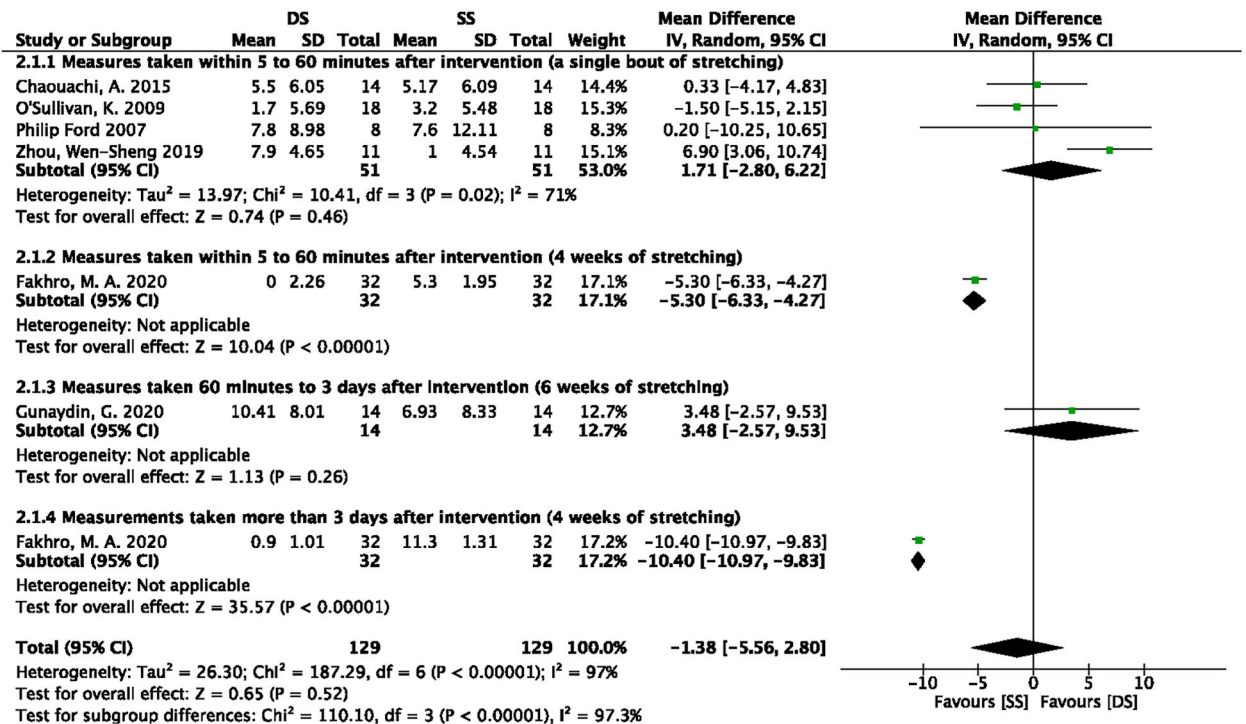 DS SS Mean Difference Mean Difference
Study or Subgroup Mean SD Total Mean SD Total Weight IV, Random, 95% CI IV, Random, 95% CI
2.1.1 Measures taken within 5 to 60 minutes after intervention (a single bout of stretching)
Chaouachi, A. 2015 5.5 6.05 14 5.17 6.09 14 14.4% 0.33 [−4.17, 4.83]
O'Sullivan, K. 2009 1.7 5.69 18 3.2 5.48 18 15.3% −1.50 [−5.15, 2.15]
Philip Ford 2007 7.8 8.98 8 7.6 12.11 8 8.3% 0.20 [−10.25, 10.65]
Zhou, Wen−Sheng 2019 7.9 4.65 11 1 4.54 11 15.1% 6.90 [3.06, 10.74]
Subtotal (95% CI) 51 51 53.0% 1.71 [−2.80, 6.22]
Heterogeneity: Tau² = 13.97; Chi² = 10.41, df = 3 (P = 0.02); I² = 71%
Test for overall effect: Z = 0.74 (P = 0.46)
2.1.2 Measures taken within 5 to 60 minutes after intervention (4 weeks of stretching)
Fakhro, M. A. 2020 0 2.26 32 5.3 1.95 32 17.1% −5.30 [−6.33, −4.27]
Subtotal (95% CI) 32 32 17.1% −5.30 [−6.33, −4.27]
Heterogeneity: Not applicable
Test for overall effect: Z = 10.04 (P < 0.00001)
2.1.3 Measures taken 60 minutes to 3 days after intervention (6 weeks of stretching)
Gunaydin, G. 2020 10.41 8.01 14 6.93 8.33 14 12.7% 3.48 [−2.57, 9.53]
Subtotal (95% CI) 14 14 12.7% 3.48 [−2.57, 9.53]
Heterogeneity: Not applicable
Test for overall effect: Z = 1.13 (P = 0.26)
2.1.4 Measurements taken more than 3 days after intervention (4 weeks of stretching)
Fakhro, M. A. 2020 0.9 1.01 32 11.3 1.31 32 17.2% −10.40 [−10.97, −9.83]
Subtotal (95% CI) 32 32 17.2% −10.40 [−10.97, −9.83]
Heterogeneity: Not applicable
Test for overall effect: Z = 35.57 (P < 0.00001)
Total (95% CI) 129 129 100.0% −1.38 [−5.56, 2.80]
Heterogeneity: Tau² = 26.30; Chi² = 187.29, df = 6 (P < 0.00001); I² = 97%
Test for overall effect: Z = 0.65 (P = 0.52)
Test for subgroup differences: Chi² = 110.10, df = 3 (P < 0.00001), I² = 97.3%
−10 −5 0 5 10
Favours [SS] Favours [DS]